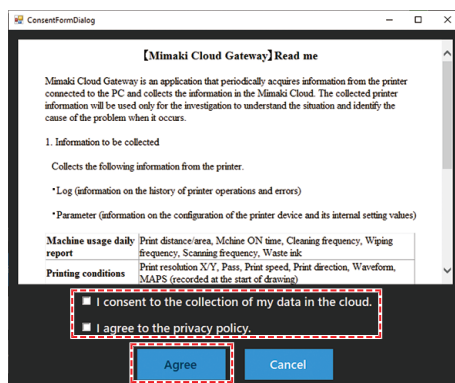 ConsentFormDialog
【Mimaki Cloud Gateway】Read me
Mimaki Cloud Gateway is an application that periodically acquires information from the printer
connected to the PC and collects the information in the Mimaki Cloud. The collected printer
information will be used only for the investigation to understand the situation and identify the
cause of the problem when it occurs.
1. Information to be collected
Collects the following information from the printer.
・Log (information on the history of printer operations and errors)
・Parameter (information on the configuration of the printer device and its internal setting values)
Machine usage daily report Print distance/area, Mchine ON time, Cleaning frequency, Wiping
frequency, Scanning frequency, Waste ink
Printing conditions Print resolution X/Y, Pass, Print speed, Print direction, Waveform,
MAPS (recorded at the start of drawing)
I consent to the collection of my data in the cloud.
I agree to the privacy policy.
Agree Cancel